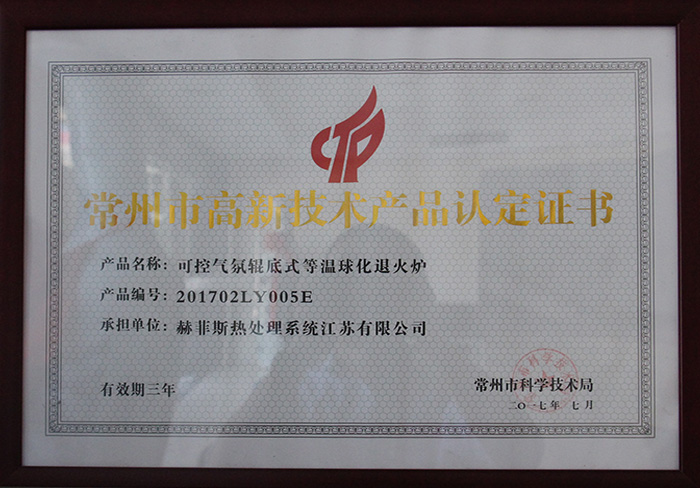 常州市高新技术产品认定证书
产品名称：可控气氛辊底式等温球化退火炉
产品编号：201702LY005E
承担单位：赫菲斯热处理系统江苏有限公司
有效期三年
常州市科学技术局
二〇一七年 七月